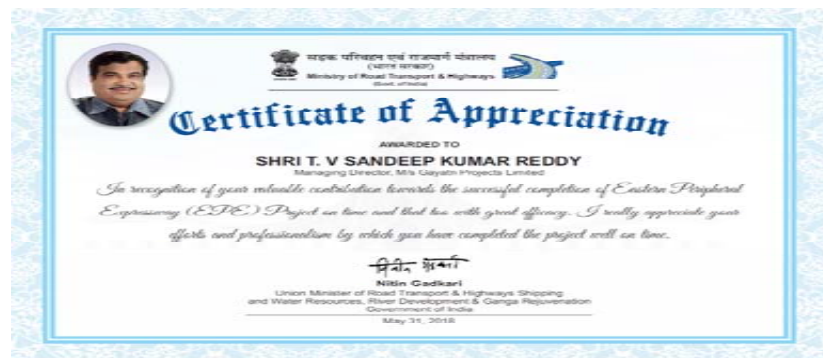 सड़क परिवहन एवं राजमार्ग मंत्रालय
(भारत सरकार)
Ministry of Road Transport & Highways
(Govt. of India)
Certificate of Appreciation
AWARDED TO
SHRI T. V SANDEEP KUMAR REDDY
Managing Director, M/s Gayatri Projects Limited
In recognition of your valuable contribution towards the successful completion of Eastern Peripheral
Expressway (EPE) Project on time and that too with great efficacy. I really appreciate your
efforts and professionalism by which you have completed the project well on time.
नितिन गडकरी
Nitin Gadkari
Union Minister of Road Transport & Highways Shipping
and Water Resources, River Development & Ganga Rejuvenation
Government of India
May 31, 2018